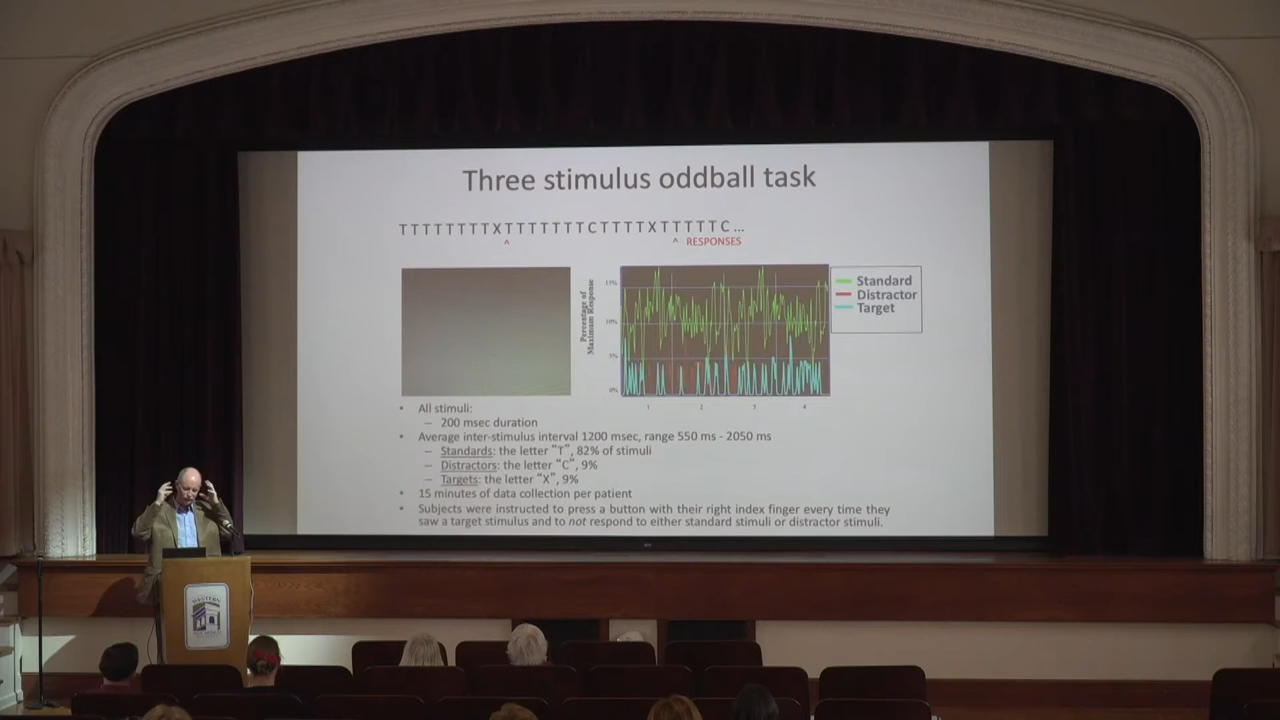 Three stimulus oddball task
TTTTTTTTXTTTTTTTCTTTTXTTTTTC...
^ ^ RESPONSES
Percentage of
Maximum Response
15%
10%
5%
0%
1 2 3 4
Standard
Distractor
Target
• All stimuli:
– 200 msec duration
• Average inter-stimulus interval 1200 msec, range 550 ms - 2050 ms
– Standards: the letter "T", 82% of stimuli
– Distractors: the letter "C", 9%
– Targets: the letter "X", 9%
• 15 minutes of data collection per patient
• Subjects were instructed to press a button with their right index finger every time they
saw a target stimulus and to not respond to either standard stimuli or distractor stimuli.
WESTERN